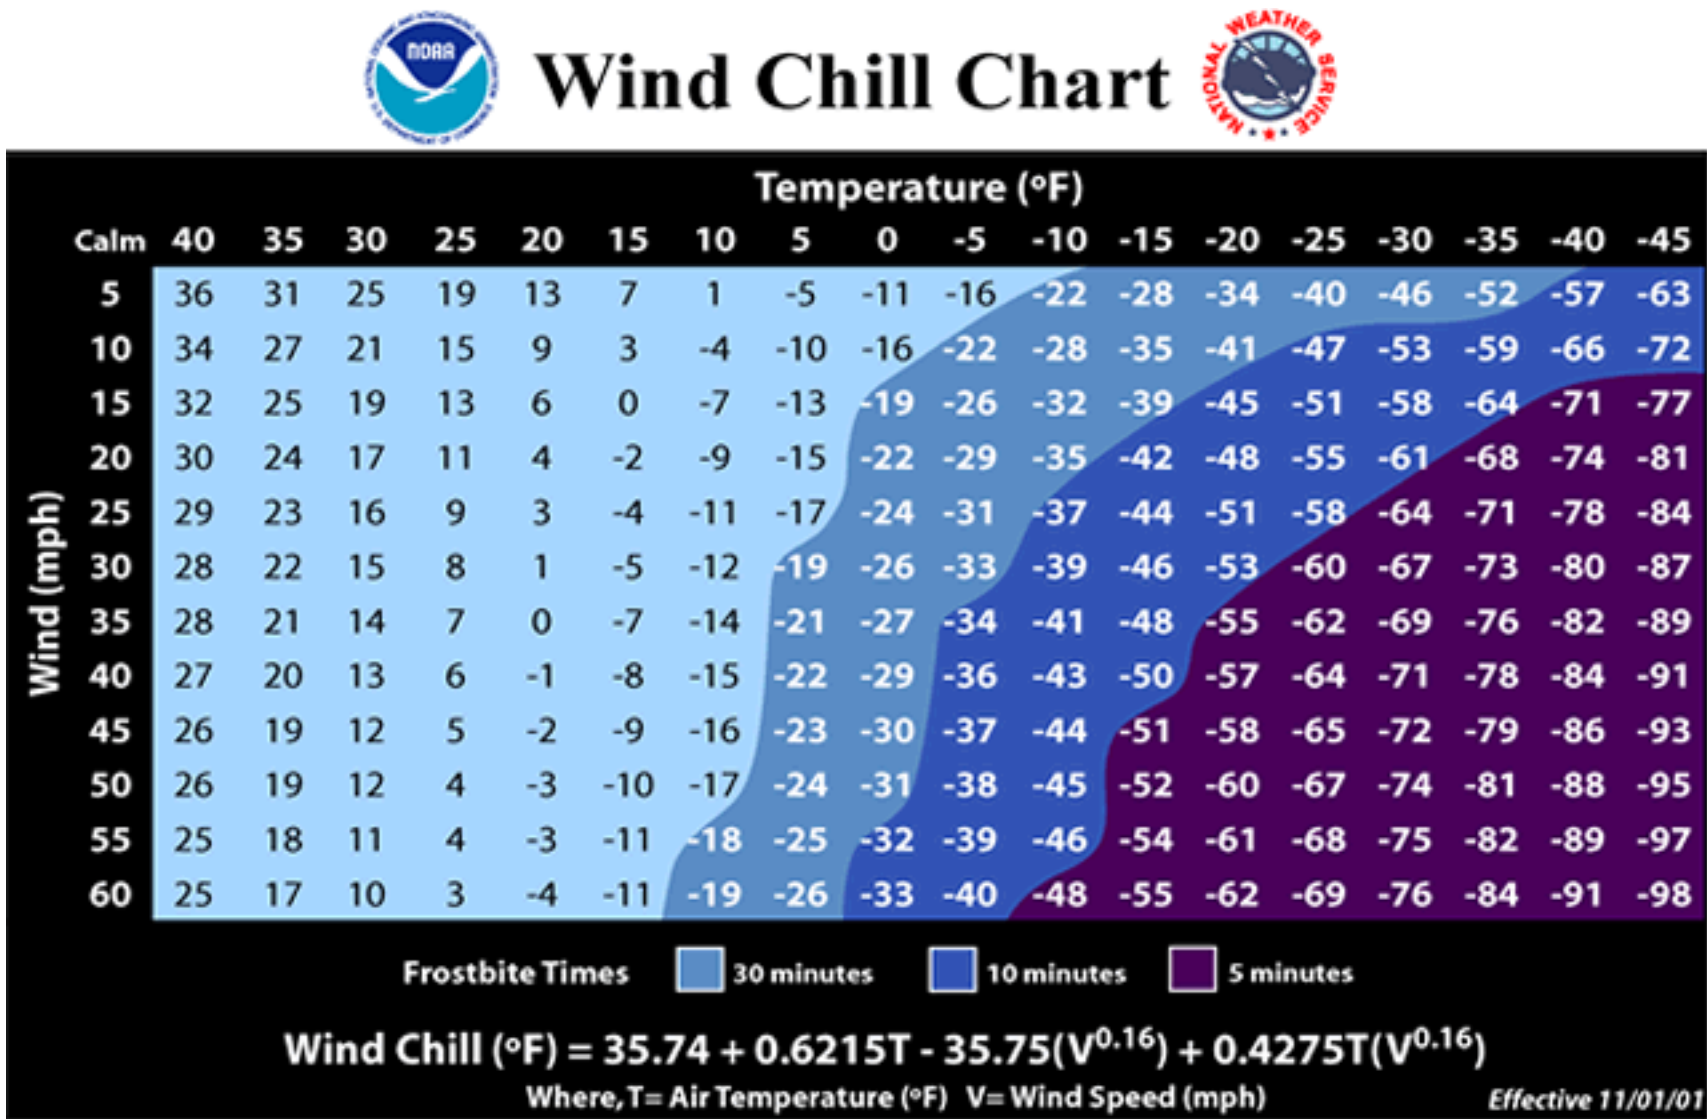 NOAA
Wind Chill Chart
NATIONAL WEATHER SERVICE
Temperature (ºF)
Calm 40 35 30 25 20 15 10 5 0 -5 -10 -15 -20 -25 -30 -35 -40 -45
5 36 31 25 19 13 7 1 -5 -11 -16 -22 -28 -34 -40 -46 -52 -57 -63
10 34 27 21 15 9 3 -4 -10 -16 -22 -28 -35 -41 -47 -53 -59 -66 -72
15 32 25 19 13 6 0 -7 -13 -19 -26 -32 -39 -45 -51 -58 -64 -71 -77
20 30 24 17 11 4 -2 -9 -15 -22 -29 -35 -42 -48 -55 -61 -68 -74 -81
25 29 23 16 9 3 -4 -11 -17 -24 -31 -37 -44 -51 -58 -64 -71 -78 -84
30 28 22 15 8 1 -5 -12 -19 -26 -33 -39 -46 -53 -60 -67 -73 -80 -87
35 28 21 14 7 0 -7 -14 -21 -27 -34 -41 -48 -55 -62 -69 -76 -82 -89
40 27 20 13 6 -1 -8 -15 -22 -29 -36 -43 -50 -57 -64 -71 -78 -84 -91
45 26 19 12 5 -2 -9 -16 -23 -30 -37 -44 -51 -58 -65 -72 -79 -86 -93
50 26 19 12 4 -3 -10 -17 -24 -31 -38 -45 -52 -60 -67 -74 -81 -88 -95
55 25 18 11 4 -3 -11 -18 -25 -32 -39 -46 -54 -61 -68 -75 -82 -89 -97
60 25 17 10 3 -4 -11 -19 -26 -33 -40 -48 -55 -62 -69 -76 -84 -91 -98
Wind (mph)
Frostbite Times 30 minutes 10 minutes 5 minutes
Wind Chill (ºF) = 35.74 + 0.6215T - 35.75(V^0.16) + 0.4275T(V^0.16)
Where, T= Air Temperature (ºF) V= Wind Speed (mph)
Effective 11/01/01